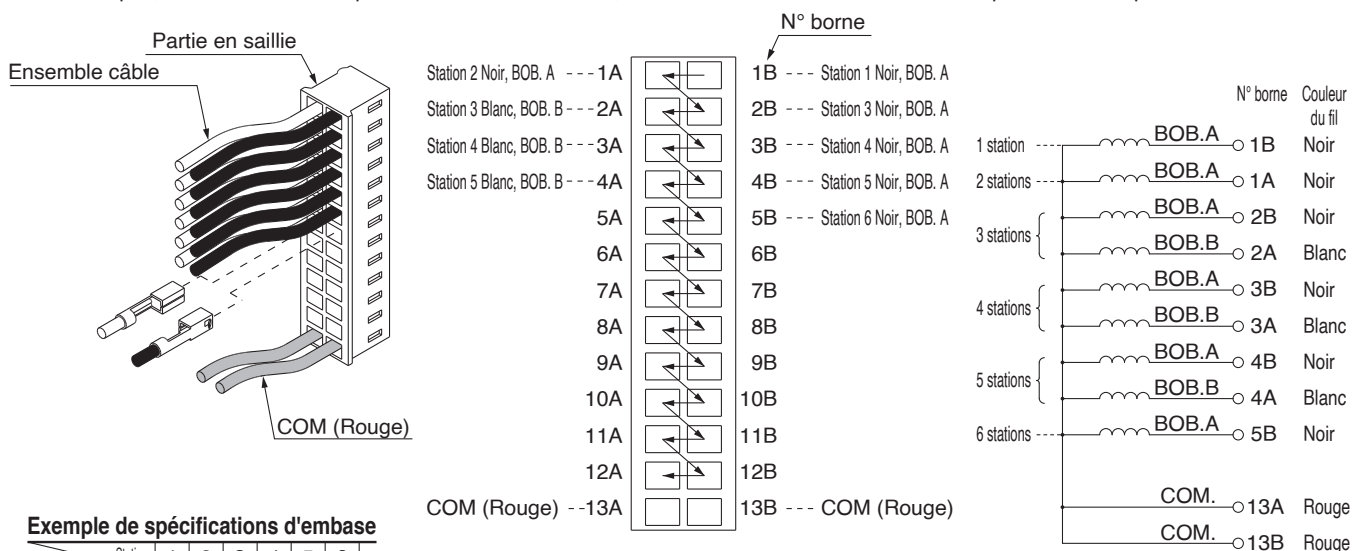 N° borne
Partie en saillie
Ensemble câble
COM (Rouge)
Station 2 Noir, BOB. A 1A 1B Station 1 Noir, BOB. A
Station 3 Blanc, BOB. B 2A 2B Station 3 Noir, BOB. A
Station 4 Blanc, BOB. B 3A 3B Station 4 Noir, BOB. A
Station 5 Blanc, BOB. B 4A 4B Station 5 Noir, BOB. A
5A 5B Station 6 Noir, BOB. A
6A 6B
7A 7B
8A 8B
9A 9B
10A 10B
11A 11B
12A 12B
COM (Rouge) 13A 13B COM (Rouge)
N° borne Couleur du fil
1 station BOB.A 1B Noir
2 stations BOB.A 1A Noir
3 stations BOB.A 2B Noir
BOB.B 2A Blanc
4 stations BOB.A 3B Noir
BOB.B 3A Blanc
5 stations BOB.A 4B Noir
BOB.B 4A Blanc
6 stations BOB.A 5B Noir
COM. 13A Rouge
COM. 13B Rouge
Exemple de spécifications d'embase